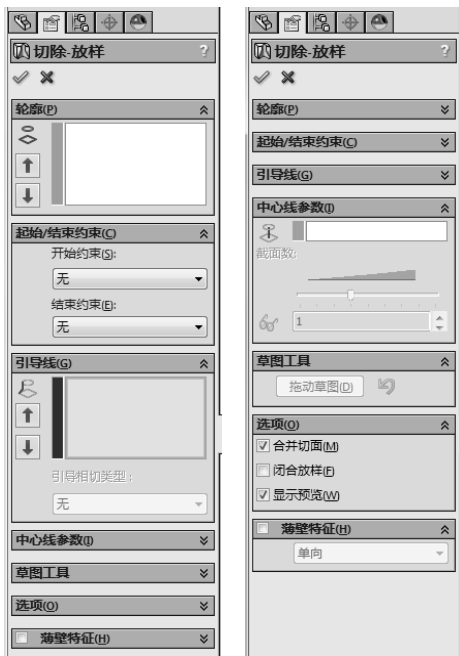 切除-放样 ?
轮廓(P)
起始/结束约束(C)
开始约束(S):
无
结束约束(E):
无
引导线(G)
引导相切类型:
无
中心线参数(I)
草图工具
选项(O)
薄壁特征(H)
切除-放样 ?
轮廓(P)
起始/结束约束(C)
引导线(G)
中心线参数(I)
截面数:
1
草图工具
拖动草图(D)
选项(O)
合并切面(M)
闭合放样(F)
显示预览(W)
薄壁特征(H)
单向